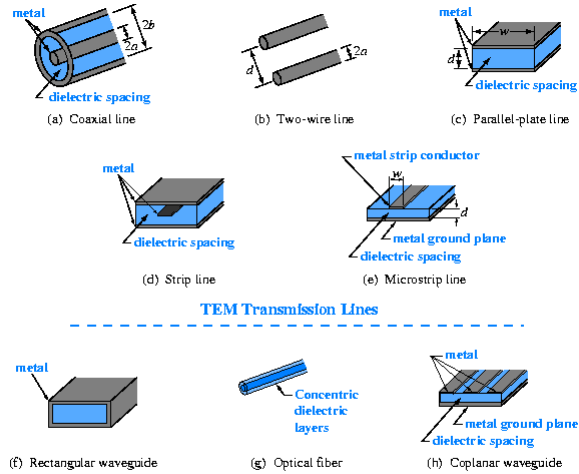 metal
2b
2a
dielectric spacing
(a) Coaxial line
2a
d
(b) Two-wire line
w
d
metal
dielectric spacing
(c) Parallel-plate line
metal
dielectric spacing
(d) Strip line
metal strip conductor
w
d
metal ground plane
dielectric spacing
(e) Microstrip line
TEM Transmission Lines
metal
(f) Rectangular waveguide
Concentric
dielectric
layers
(g) Optical fiber
metal
metal ground plane
dielectric spacing
(h) Coplanar waveguide